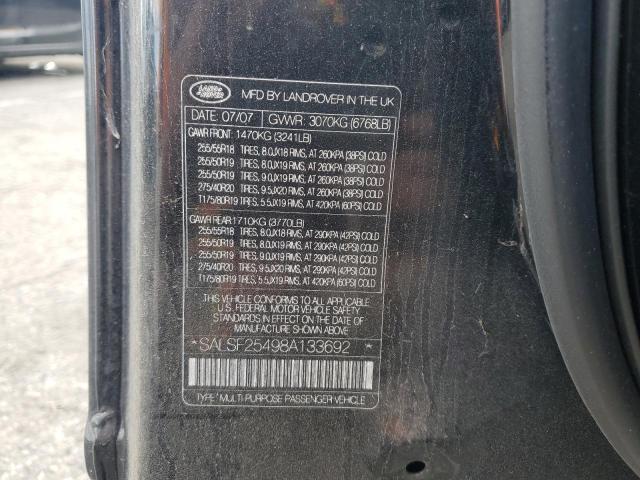 LAND ROVER
MFD BY LANDROVER IN THE UK
DATE: 07/07 GVWR: 3070KG (6768LB)
GAWR FRONT: 1470KG (3241LB)
255/55R18 TIRES, 8.0JX18 RIMS, AT 260KPA (38PSI) COLD
255/50R19 TIRES, 8.0JX19 RIMS, AT 260KPA (38PSI) COLD
255/50R19 TIRES, 9.0JX19 RIMS, AT 260KPA (38PSI) COLD
275/40R20 TIRES, 9.5JX20 RIMS, AT 260KPA (38PSI) COLD
T175/80R19 TIRES, 5.5JX19 RIMS, AT 420KPA (60PSI) COLD
GAWR REAR: 1710KG (3770LB)
255/55R18 TIRES, 8.0JX18 RIMS, AT 290KPA (42PSI) COLD
255/50R19 TIRES, 8.0JX19 RIMS, AT 290KPA (42PSI) COLD
255/50R19 TIRES, 9.0JX19 RIMS, AT 290KPA (42PSI) COLD
275/40R20 TIRES, 9.5JX20 RIMS, AT 290KPA (42PSI) COLD
T175/80R19 TIRES, 5.5JX19 RIMS, AT 420KPA (60PSI) COLD
THIS VEHICLE CONFORMS TO ALL APPLICABLE
U.S. FEDERAL MOTOR VEHICLE SAFETY
STANDARDS IN EFFECT ON THE DATE OF
MANUFACTURE SHOWN ABOVE
* SALSF25498A133692 *
TYPE: MULTI-PURPOSE PASSENGER VEHICLE